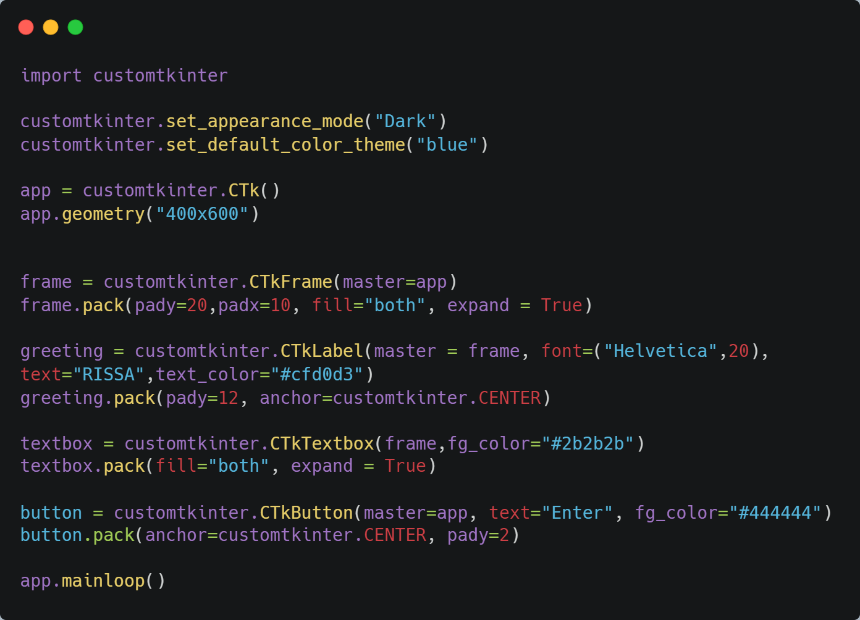 import customtkinter
customtkinter.set_appearance_mode("Dark")
customtkinter.set_default_color_theme("blue")
app = customtkinter.CTk()
app.geometry("400x600")
frame = customtkinter.CTkFrame(master=app)
frame.pack(pady=20,padx=10, fill="both", expand = True)
greeting = customtkinter.CTkLabel(master = frame, font=("Helvetica",20),
text="RISSA",text_color="#cfd0d3")
greeting.pack(pady=12, anchor=customtkinter.CENTER)
textbox = customtkinter.CTkTextbox(frame,fg_color="#2b2b2b")
textbox.pack(fill="both", expand = True)
button = customtkinter.CTkButton(master=app, text="Enter", fg_color="#444444")
button.pack(anchor=customtkinter.CENTER, pady=2)
app.mainloop()